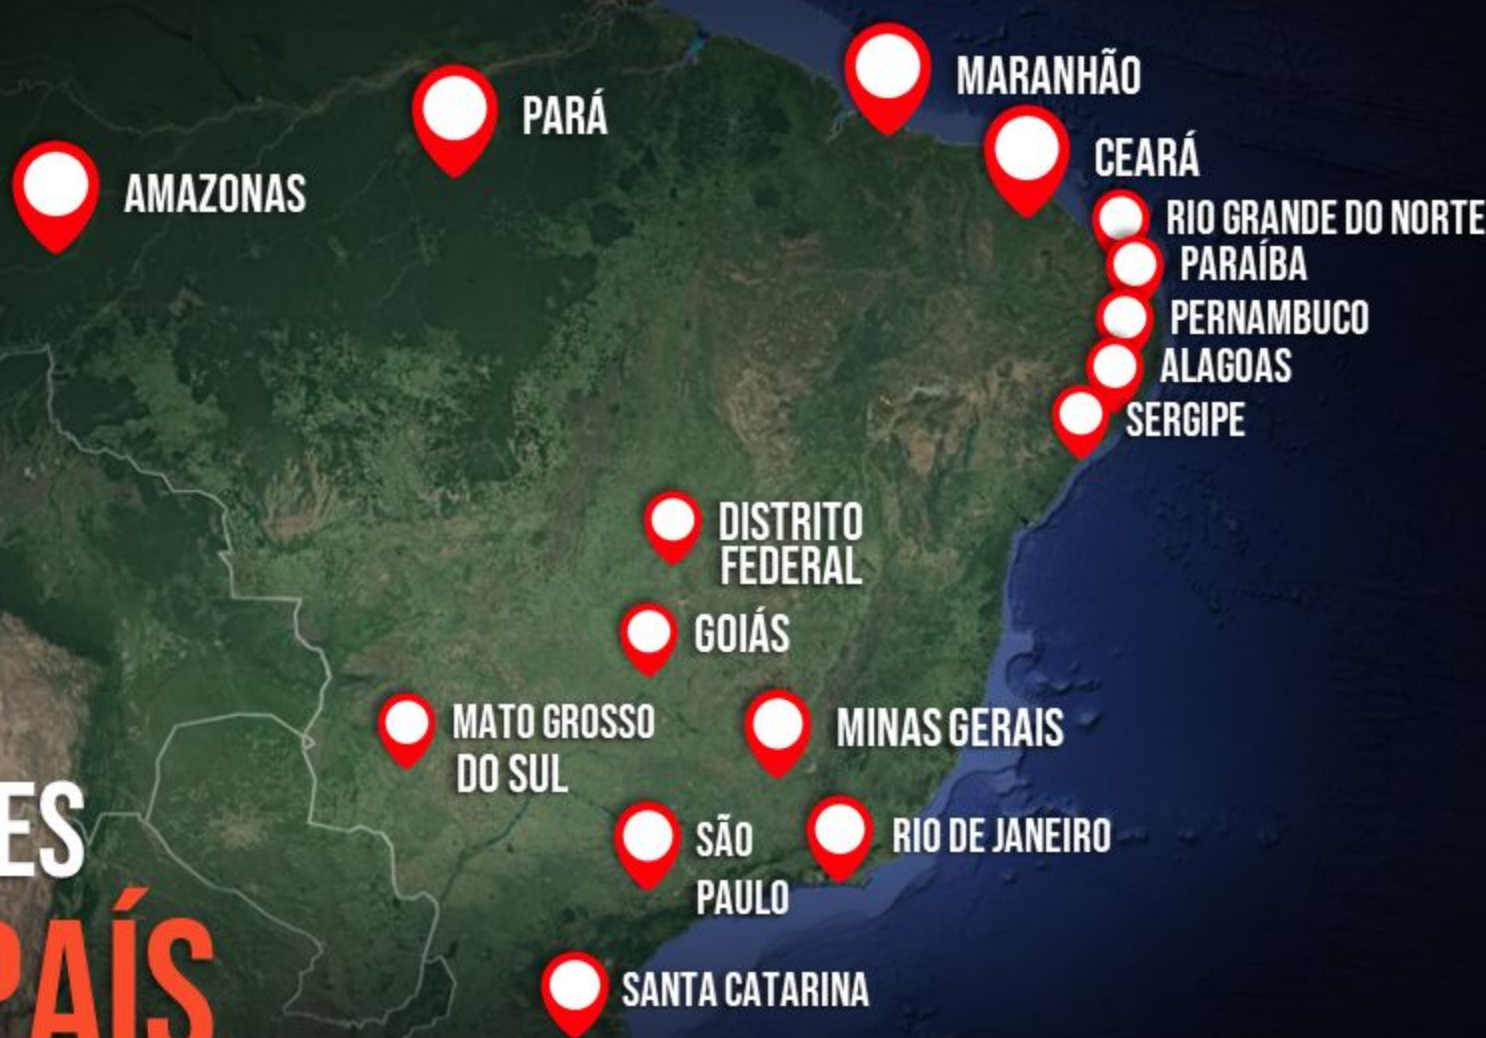 MARANHÃO
PARÁ
CEARÁ
AMAZONAS
RIO GRANDE DO NORTE
PARAÍBA
PERNAMBUCO
ALAGOAS
SERGIPE
DISTRITO
FEDERAL
GOIÁS
MATO GROSSO
DO SUL
MINAS GERAIS
SÃO
PAULO
RIO DE JANEIRO
ES
PAÍS
SANTA CATARINA